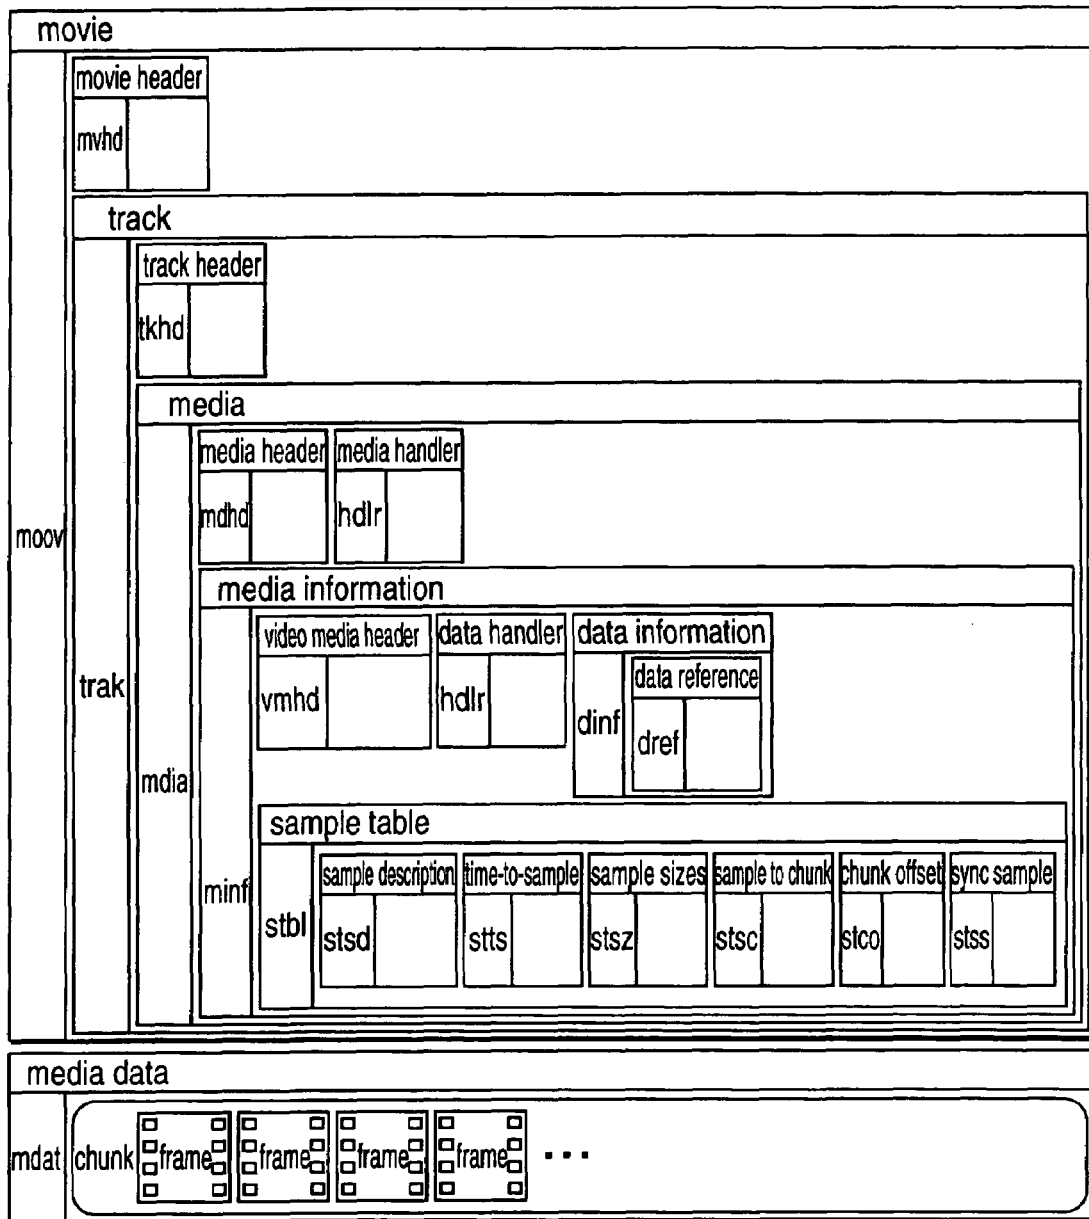 movie
movie header
mvhd
track
track header
tkhd
media
media header media handler
mdhd hdlr
moov
media information
video media header data handler data information
data reference
trak
vmhd hdlr dinf
dref
mdia
sample table
sample description time-to-sample sample sizes sample to chunk chunk offset sync sample
minf
stbl stsd stts stsz stsc stco stss
media data
mdat chunk frame frame frame frame ...